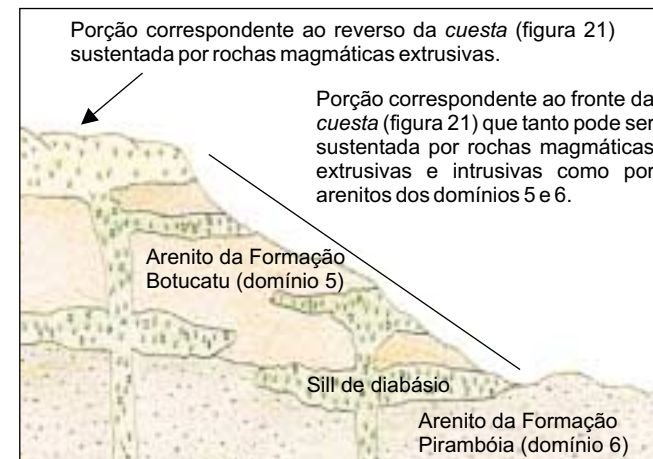 Porção correspondente ao reverso da cuesta (figura 21)
sustentada por rochas magmáticas extrusivas.
Porção correspondente ao fronte da
cuesta (figura 21) que tanto pode ser
sustentada por rochas magmáticas
extrusivas e intrusivas como por
arenitos dos domínios 5 e 6.
Arenito da Formação
Botucatu (domínio 5)
Sill de diabásio
Arenito da Formação
Pirambóia (domínio 6)